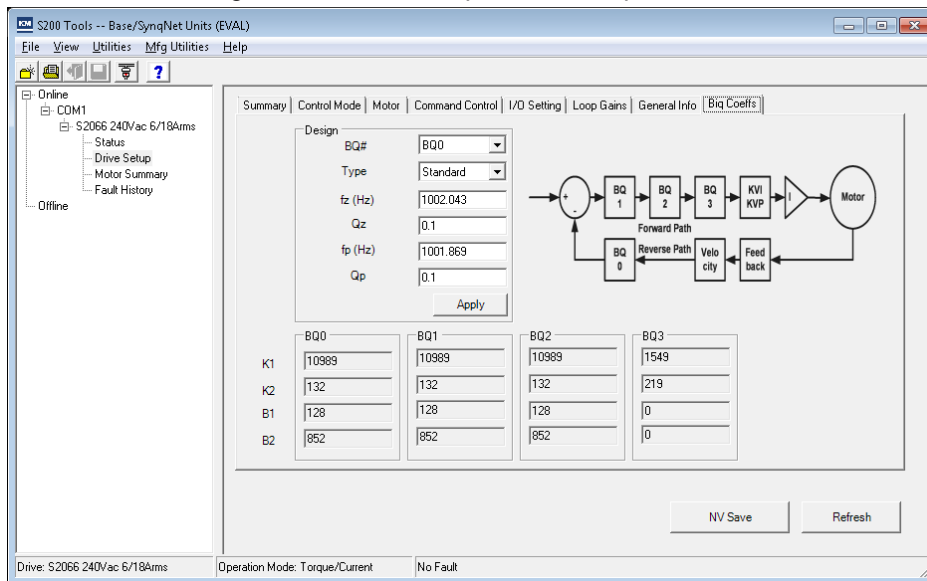 S200 Tools -- Base/SynqNet Units (EVAL)
File View Utilities Mfg Utilities Help
?
Online
COM1
S2066 240Vac 6/18Arms
Status
Drive Setup
Motor Summary
Fault History
Offline
Summary Control Mode Motor Command Control I/O Setting Loop Gains General Info Biq Coeffs
Design
BQ# BQ0
Type Standard
fz (Hz) 1002.043
Qz 0.1
fp (Hz) 1001.869
Qp 0.1
Apply
+
-
BQ 1
BQ 2
BQ 3
KVI KVP
I
Motor
Forward Path
BQ 0
Reverse Path
Velo city
Feed back
BQ0 BQ1 BQ2 BQ3
K1 10989 10989 10989 1549
K2 132 132 132 219
B1 128 128 128 0
B2 852 852 852 0
NV Save Refresh
Drive: S2066 240Vac 6/18Arms Operation Mode: Torque/Current No Fault